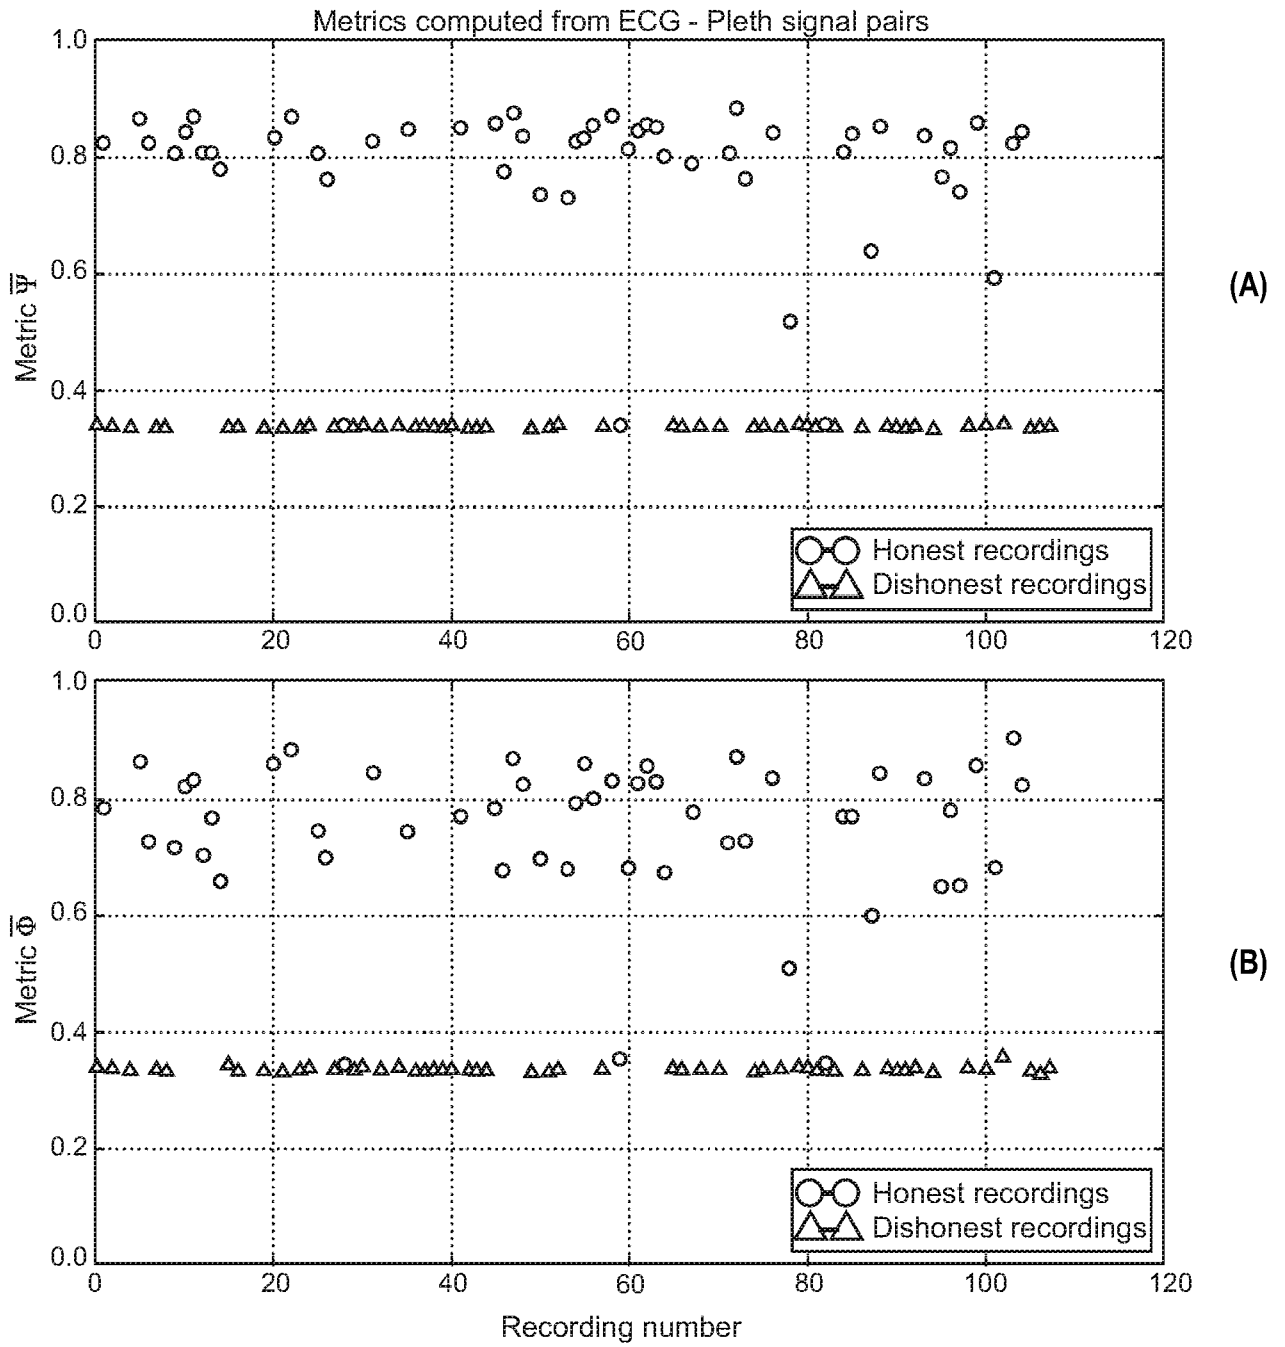 Metrics computed from ECG - Pleth signal pairs
1.0
0.8
0.6
0.4
0.2
0.0
Metric Ψ̅
(A)
Honest recordings
Dishonest recordings
0 20 40 60 80 100 120
1.0
0.8
0.6
0.4
0.2
0.0
Metric Φ̅
(B)
Honest recordings
Dishonest recordings
0 20 40 60 80 100 120
Recording number